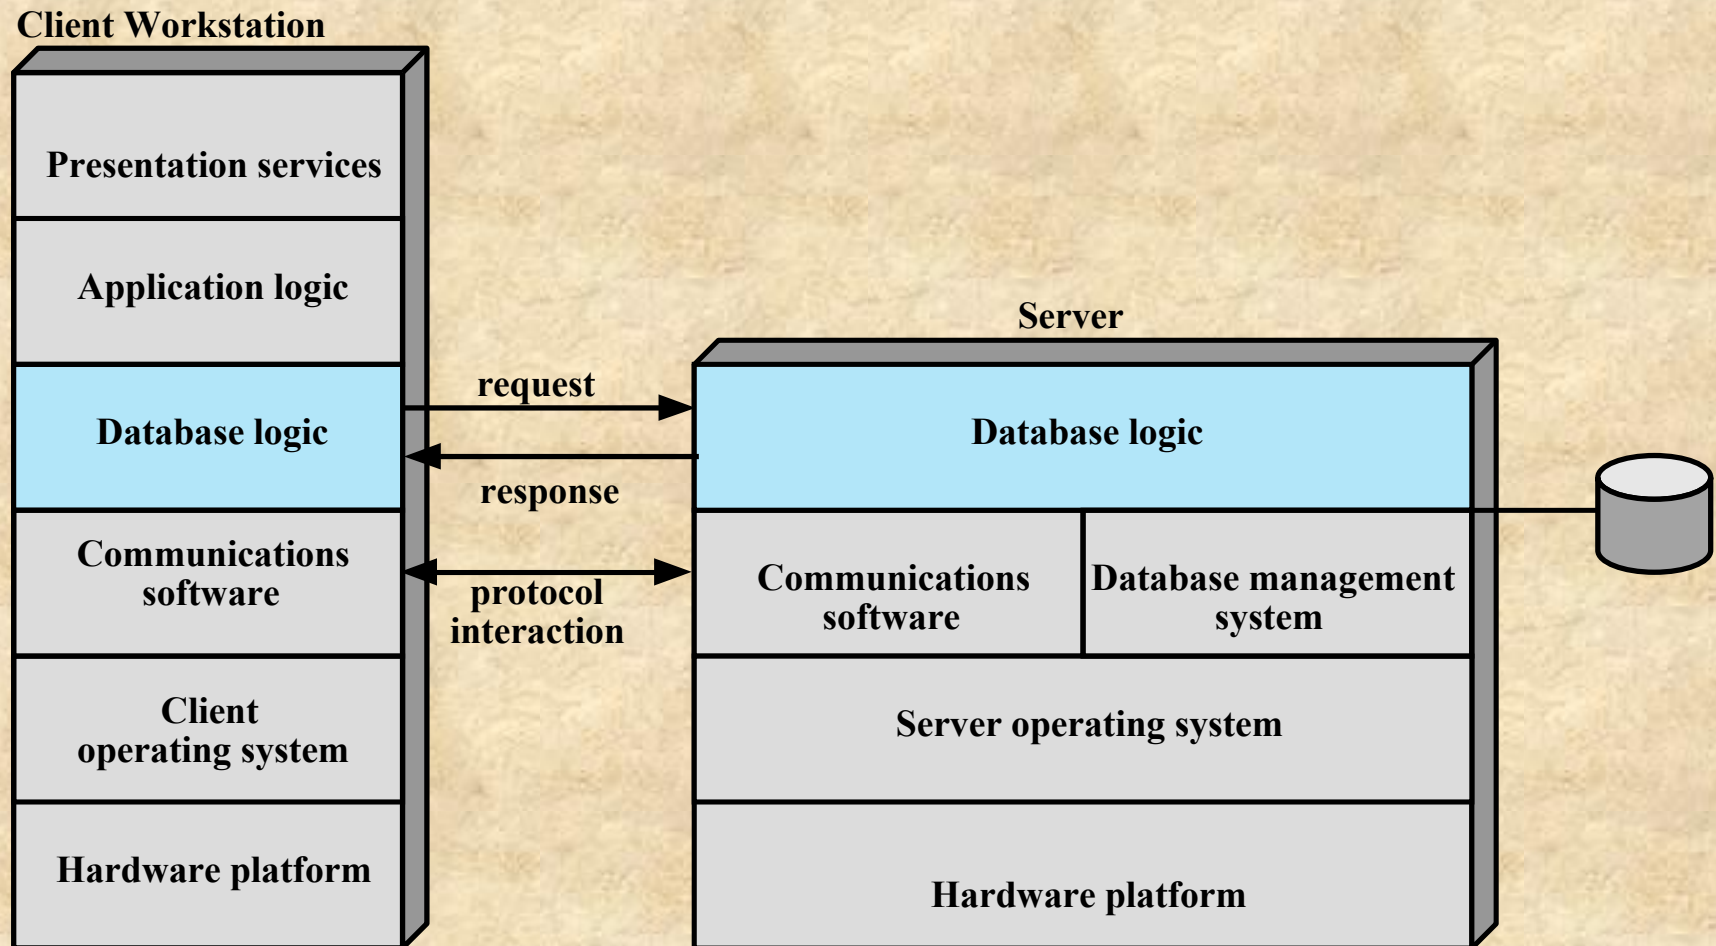 Client Workstation
Presentation services
Application logic
Database logic
Communications
software
Client
operating system
Hardware platform
request
response
protocol
interaction
Server
Database logic
Communications
software
Database management
system
Server operating system
Hardware platform